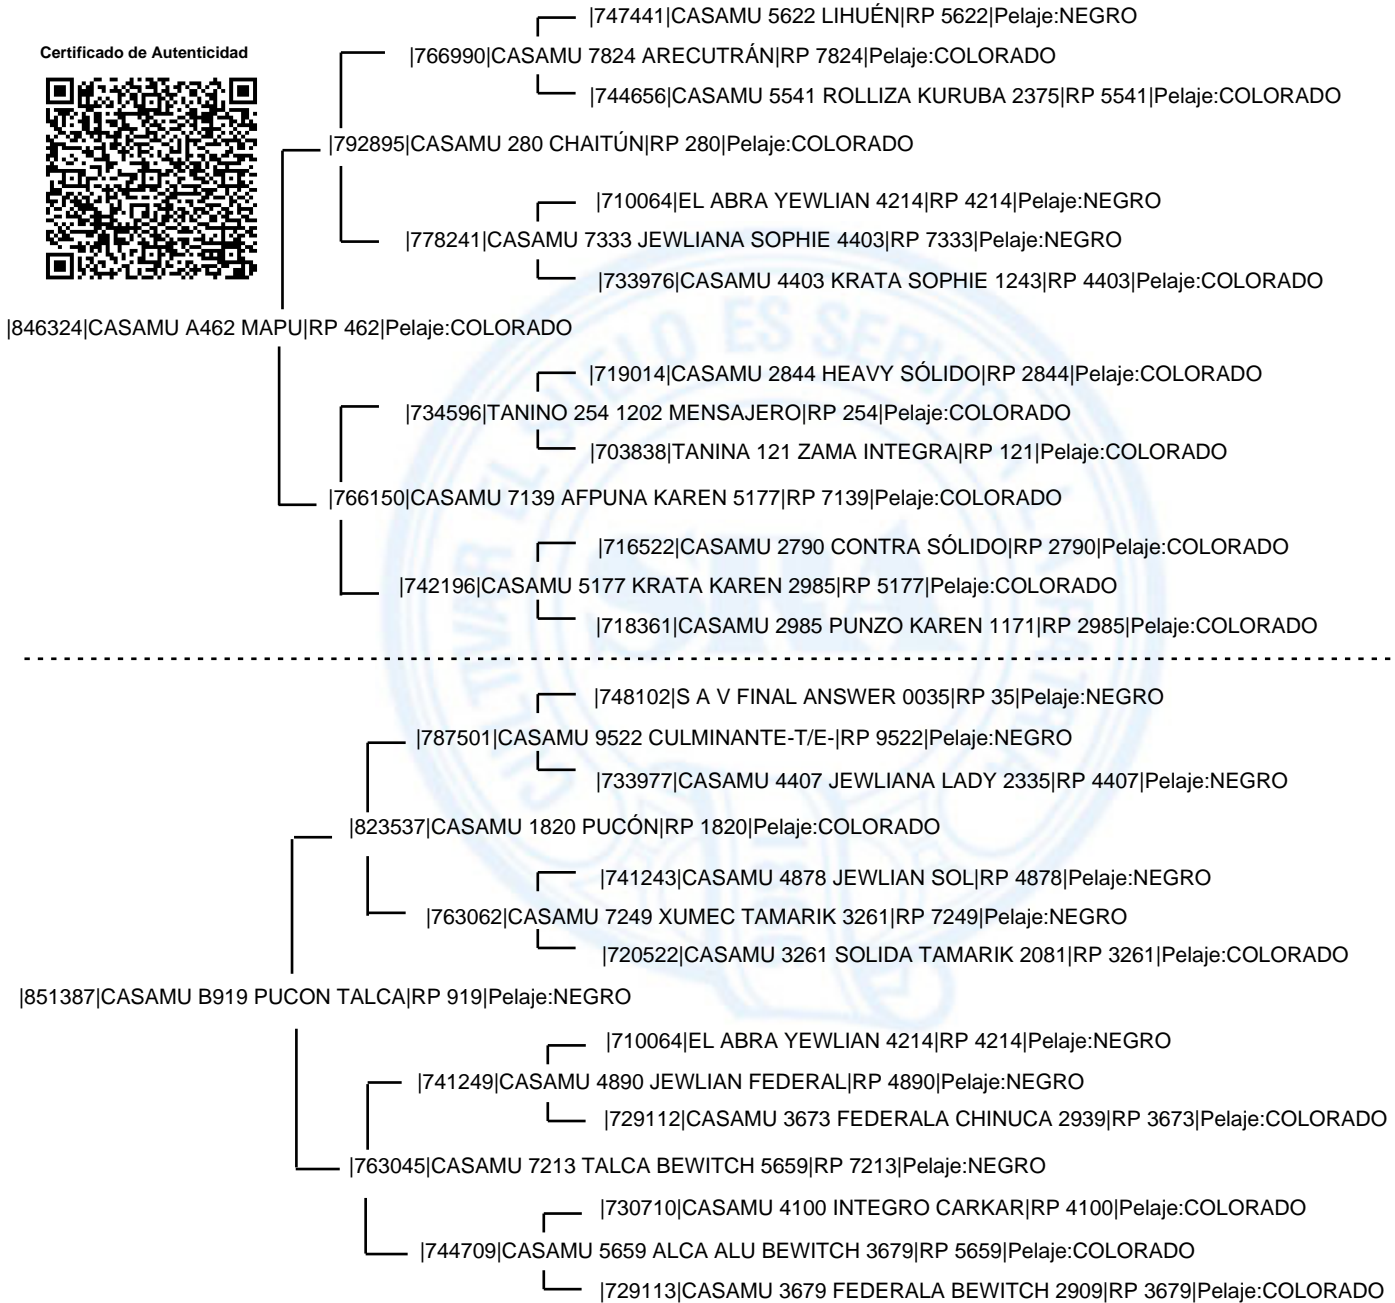 |747441|CASAMU 5622 LIHUÉN|RP 5622|Pelaje:NEGRO
Certificado de Autenticidad
|766990|CASAMU 7824 ARECUTRÁN|RP 7824|Pelaje:COLORADO
|744656|CASAMU 5541 ROLLIZA KURUBA 2375|RP 5541|Pelaje:COLORADO
|792895|CASAMU 280 CHAITÚN|RP 280|Pelaje:COLORADO
|710064|EL ABRA YEWLIAN 4214|RP 4214|Pelaje:NEGRO
|778241|CASAMU 7333 JEWLIANA SOPHIE 4403|RP 7333|Pelaje:NEGRO
|733976|CASAMU 4403 KRATA SOPHIE 1243|RP 4403|Pelaje:COLORADO
|846324|CASAMU A462 MAPU|RP 462|Pelaje:COLORADO
|719014|CASAMU 2844 HEAVY SÓLIDO|RP 2844|Pelaje:COLORADO
|734596|TANINO 254 1202 MENSAJERO|RP 254|Pelaje:COLORADO
|703838|TANINA 121 ZAMA INTEGRA|RP 121|Pelaje:COLORADO
|766150|CASAMU 7139 AFPUNA KAREN 5177|RP 7139|Pelaje:COLORADO
|716522|CASAMU 2790 CONTRA SÓLIDO|RP 2790|Pelaje:COLORADO
|742196|CASAMU 5177 KRATA KAREN 2985|RP 5177|Pelaje:COLORADO
|718361|CASAMU 2985 PUNZO KAREN 1171|RP 2985|Pelaje:COLORADO
|748102|S A V FINAL ANSWER 0035|RP 35|Pelaje:NEGRO
|787501|CASAMU 9522 CULMINANTE-T/E-|RP 9522|Pelaje:NEGRO
|733977|CASAMU 4407 JEWLIANA LADY 2335|RP 4407|Pelaje:NEGRO
|823537|CASAMU 1820 PUCÓN|RP 1820|Pelaje:COLORADO
|741243|CASAMU 4878 JEWLIAN SOL|RP 4878|Pelaje:NEGRO
|763062|CASAMU 7249 XUMEC TAMARIK 3261|RP 7249|Pelaje:NEGRO
|720522|CASAMU 3261 SOLIDA TAMARIK 2081|RP 3261|Pelaje:COLORADO
|851387|CASAMU B919 PUCON TALCA|RP 919|Pelaje:NEGRO
|710064|EL ABRA YEWLIAN 4214|RP 4214|Pelaje:NEGRO
|741249|CASAMU 4890 JEWLIAN FEDERAL|RP 4890|Pelaje:NEGRO
|729112|CASAMU 3673 FEDERALA CHINUCA 2939|RP 3673|Pelaje:COLORADO
|763045|CASAMU 7213 TALCA BEWITCH 5659|RP 7213|Pelaje:NEGRO
|730710|CASAMU 4100 INTEGRO CARKAR|RP 4100|Pelaje:COLORADO
|744709|CASAMU 5659 ALCA ALU BEWITCH 3679|RP 5659|Pelaje:COLORADO
|729113|CASAMU 3679 FEDERALA BEWITCH 2909|RP 3679|Pelaje:COLORADO
CULTIVAR EL SUELO ES SERVIR A LA PATRIA
SRA
1866